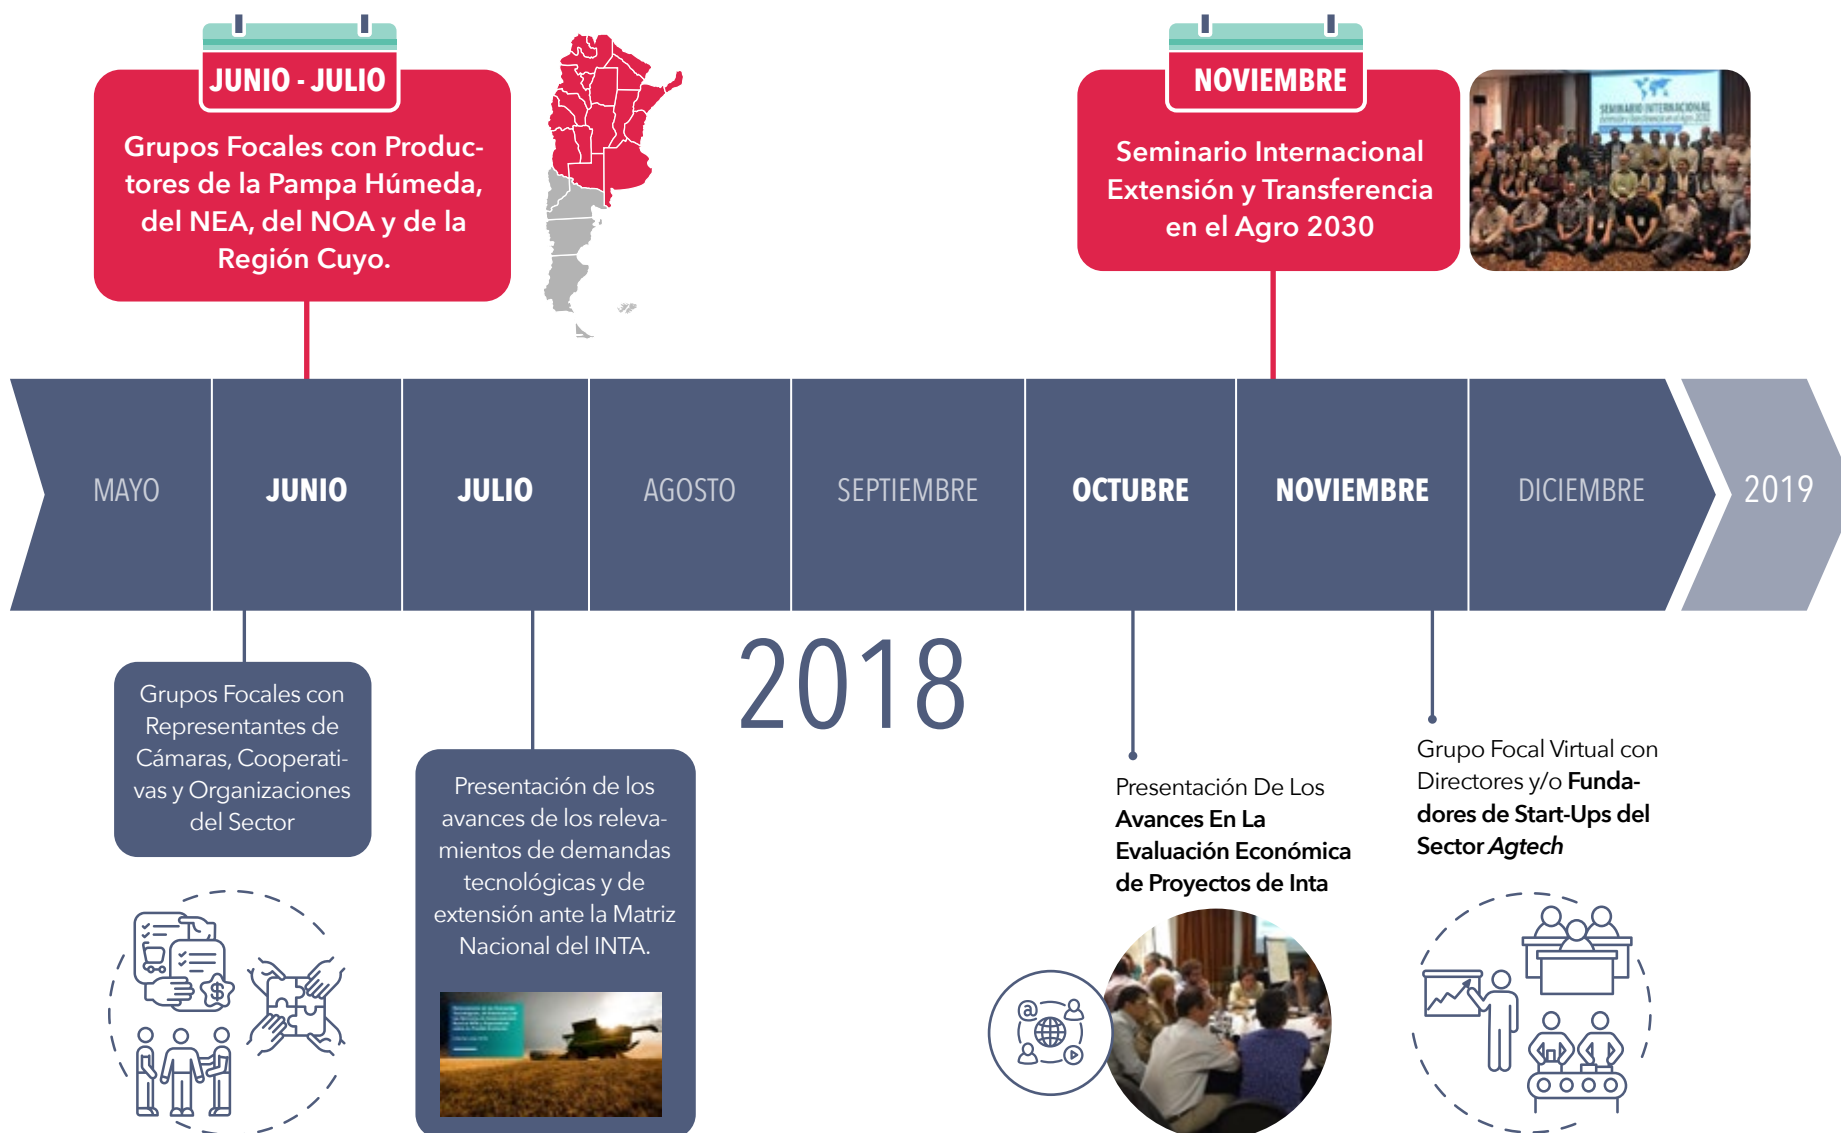 JUNIO - JULIO
Grupos Focales con Produc-
tores de la Pampa Húmeda,
del NEA, del NOA y de la
Región Cuyo.
NOVIEMBRE
Seminario Internacional
Extensión y Transferencia
en el Agro 2030
SEMINARIO INTERNACIONAL
MAYO
JUNIO
JULIO
AGOSTO
SEPTIEMBRE
OCTUBRE
NOVIEMBRE
DICIEMBRE
2019
2018
Grupos Focales con
Representantes de
Cámaras, Cooperati-
vas y Organizaciones
del Sector
Presentación de los
avances de los releva-
mientos de demandas
tecnológicas y de
extensión ante la Matriz
Nacional del INTA.
Presentación De Los
Avances En La
Evaluación Económica
de Proyectos de Inta
Grupo Focal Virtual con
Directores y/o Funda-
dores de Start-Ups del
Sector Agtech